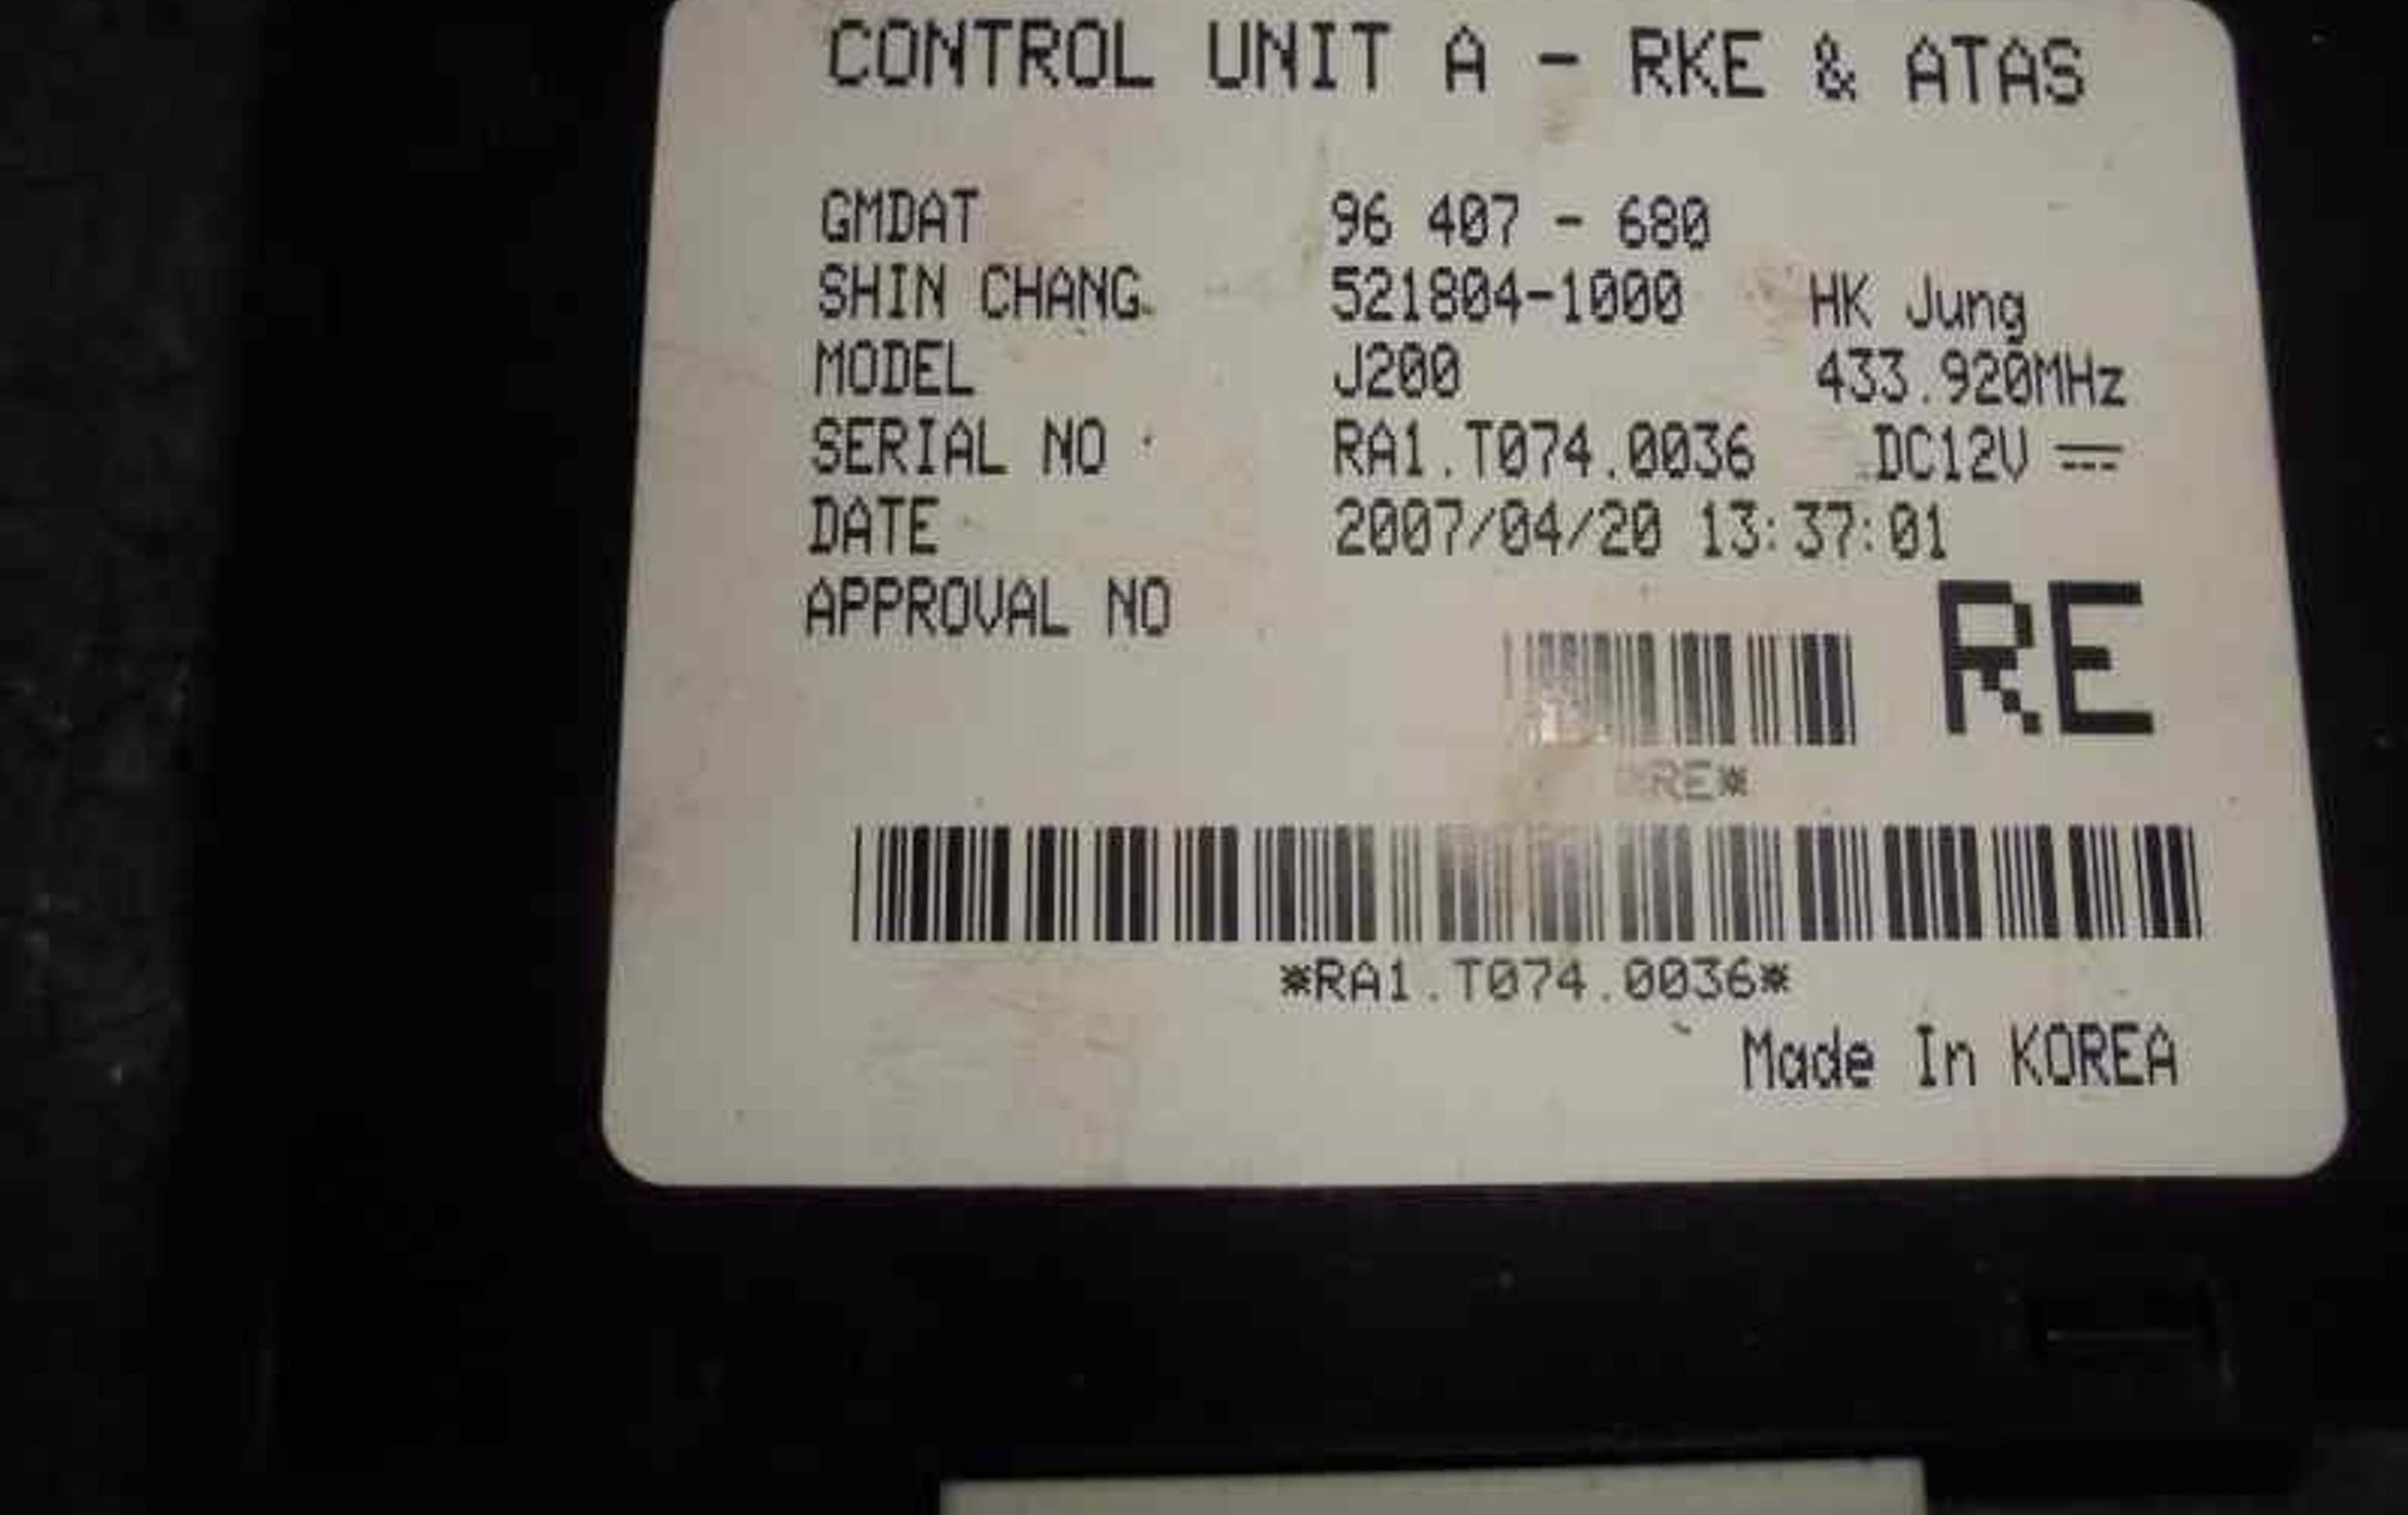 CONTROL UNIT A - RKE & ATAS
GMDAT 96 407 - 680
SHIN CHANG 521804-1000 HK Jung
MODEL J200 433.920MHz
SERIAL NO RA1.T074.0036 DC12V ⎓
DATE 2007/04/20 13:37:01
APPROVAL NO
RE
*RE*
*RA1.T074.0036*
Made In KOREA